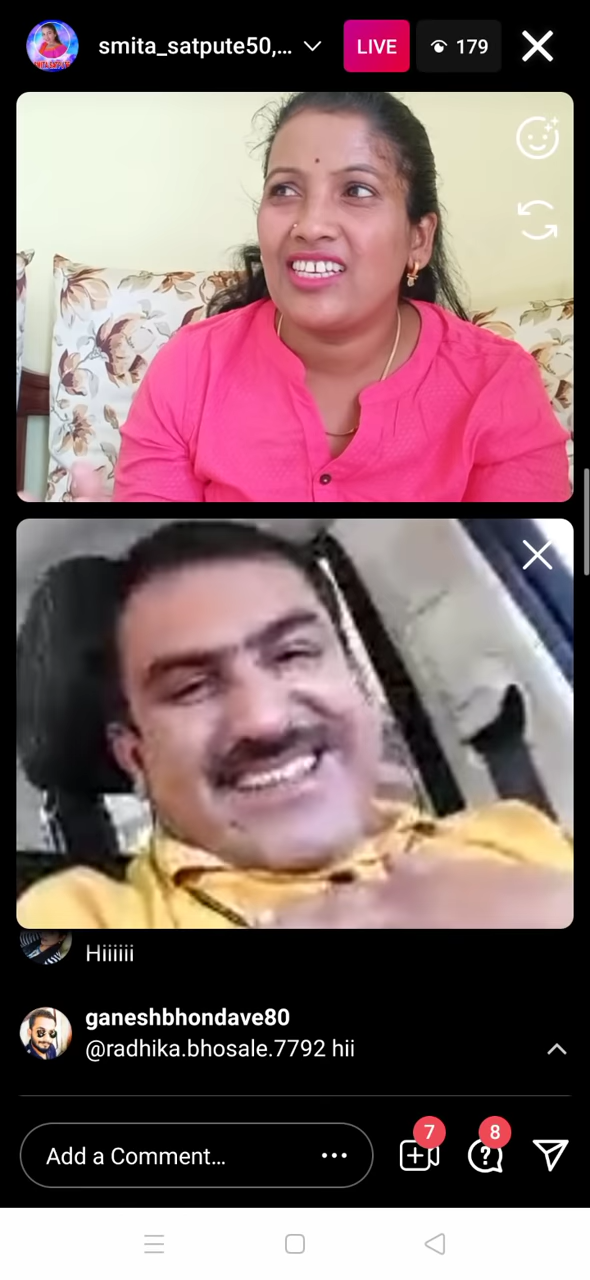 smita_satpute50,...
LIVE
179
Hiiiiii
ganeshbhondave80
@radhika.bhosale.7792 hii
Add a Comment...
7
8